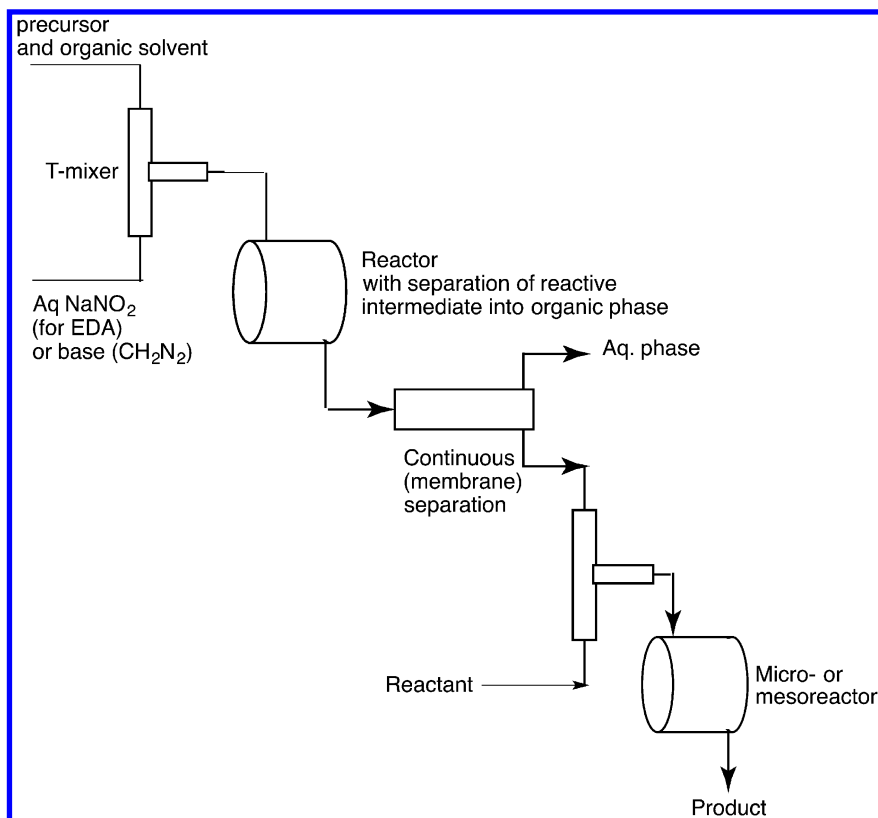 precursor
and organic solvent
T-mixer
Aq NaNO₂
(for EDA)
or base (CH₂N₂)
Reactor
with separation of reactive
intermediate into organic phase
Aq. phase
Continuous
(membrane)
separation
Reactant
Micro- or
mesoreactor
Product